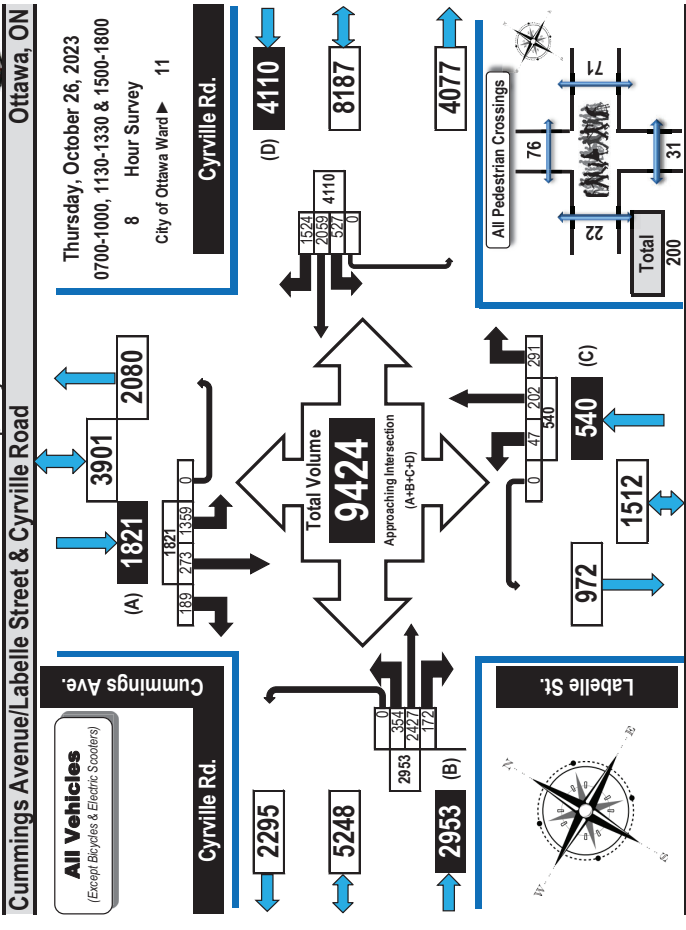 Cummings Avenue/Labelle Street & Cyrville Road
Ottawa, ON
All Vehicles
(Except Bicycles & Electric Scooters)
Cummings Ave.
Cyrville Rd.
Thursday, October 26, 2023
0700-1000, 1130-1330 & 1500-1800
8 Hour Survey
City of Ottawa Ward ► 11
Cyrville Rd.
3901
(A)
1821
2080
1821
189
273
1359
0
(D)
4110
8187
4077
1524
2059
527
0
4110
2295
5248
2953
(B)
0
354
2427
172
2953
Total Volume
9424
Approaching Intersection
(A+B+C+D)
0
47
202
291
540
540
(C)
972
1512
Labelle St.
N
E
S
W
All Pedestrian Crossings
76
71
22
31
Total
200